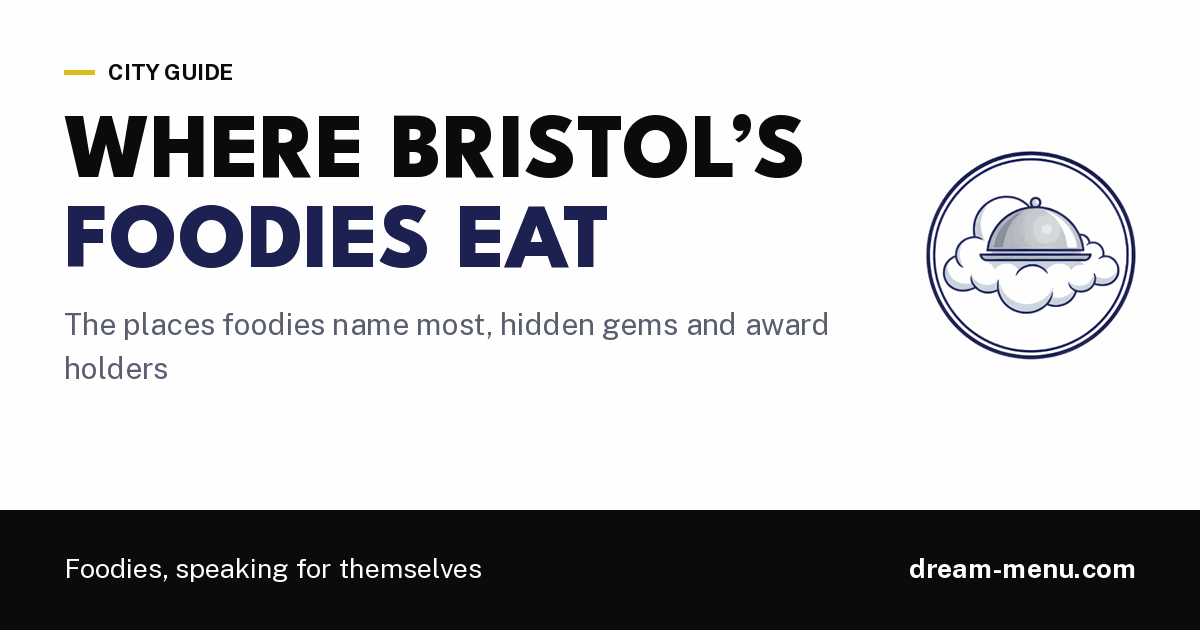 CITY GUIDE
WHERE BRISTOL’S
FOODIES EAT
The places foodies name most, hidden gems and award
holders
Foodies, speaking for themselves
dream-menu.com